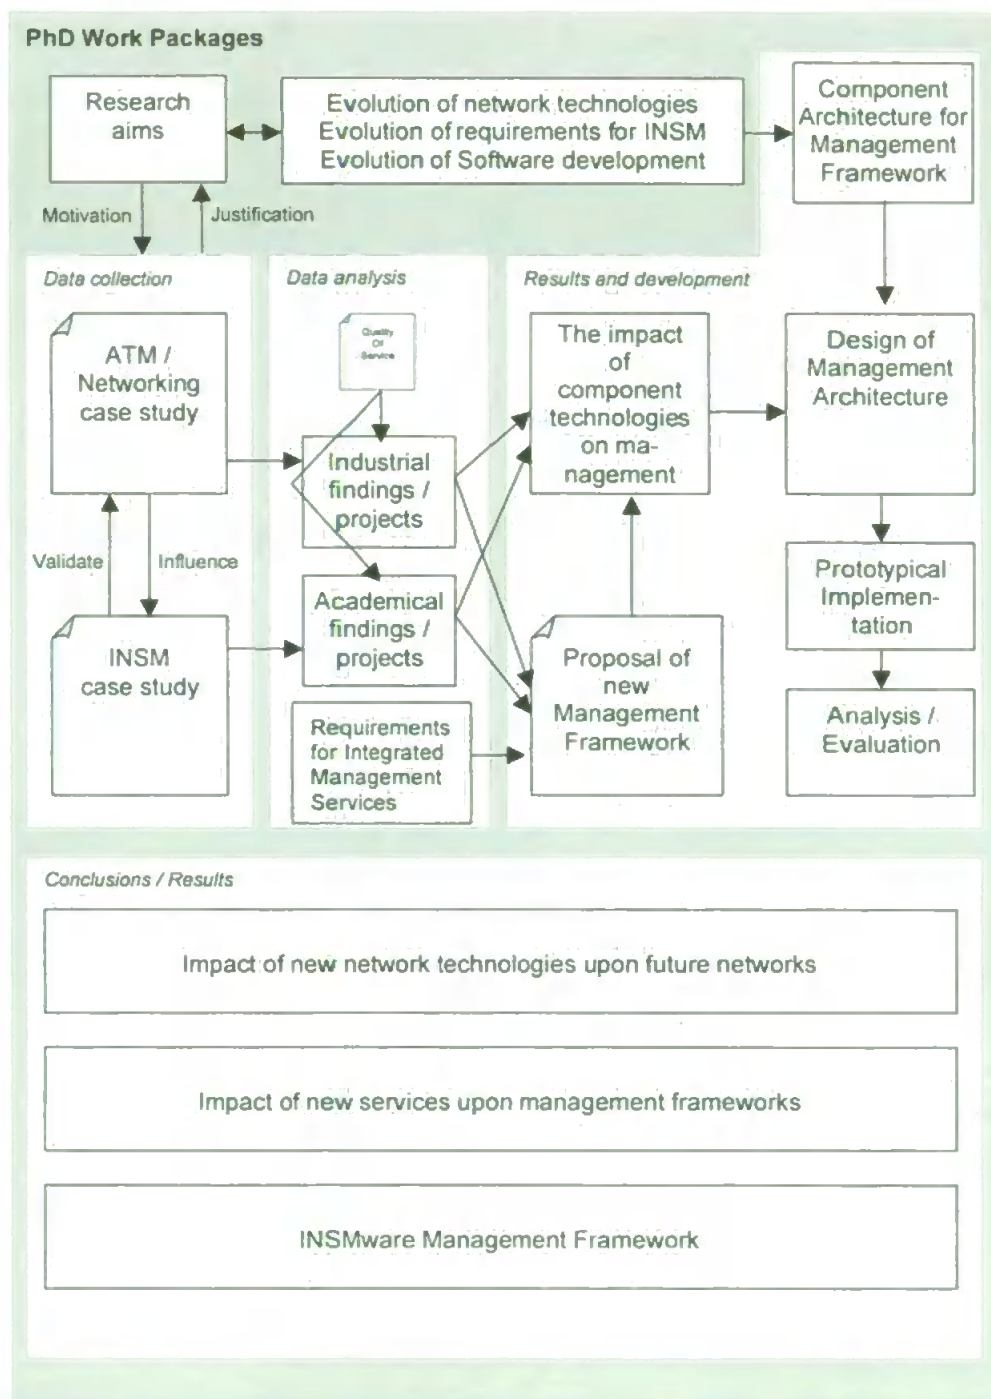 PhD Work Packages
Research
aims
Evolution of network technologies
Evolution of requirements for INSM
Evolution of Software development
Component
Architecture for
Management
Framework
Motivation
Justification
Data collection
ATM /
Networking
case study
Validate
Influence
INSM
case study
Data analysis
Quality
Of
Service
Industrial
findings /
projects
Academical
findings /
projects
Requirements
for Integrated
Management
Services
Results and development
The impact
of
component
technologies
on ma-
nagement
Proposal of
new
Management
Framework
Design of
Management
Architecture
Prototypical
Implemen-
tation
Analysis /
Evaluation
Conclusions / Results
Impact of new network technologies upon future networks
Impact of new services upon management frameworks
INSMware Management Framework